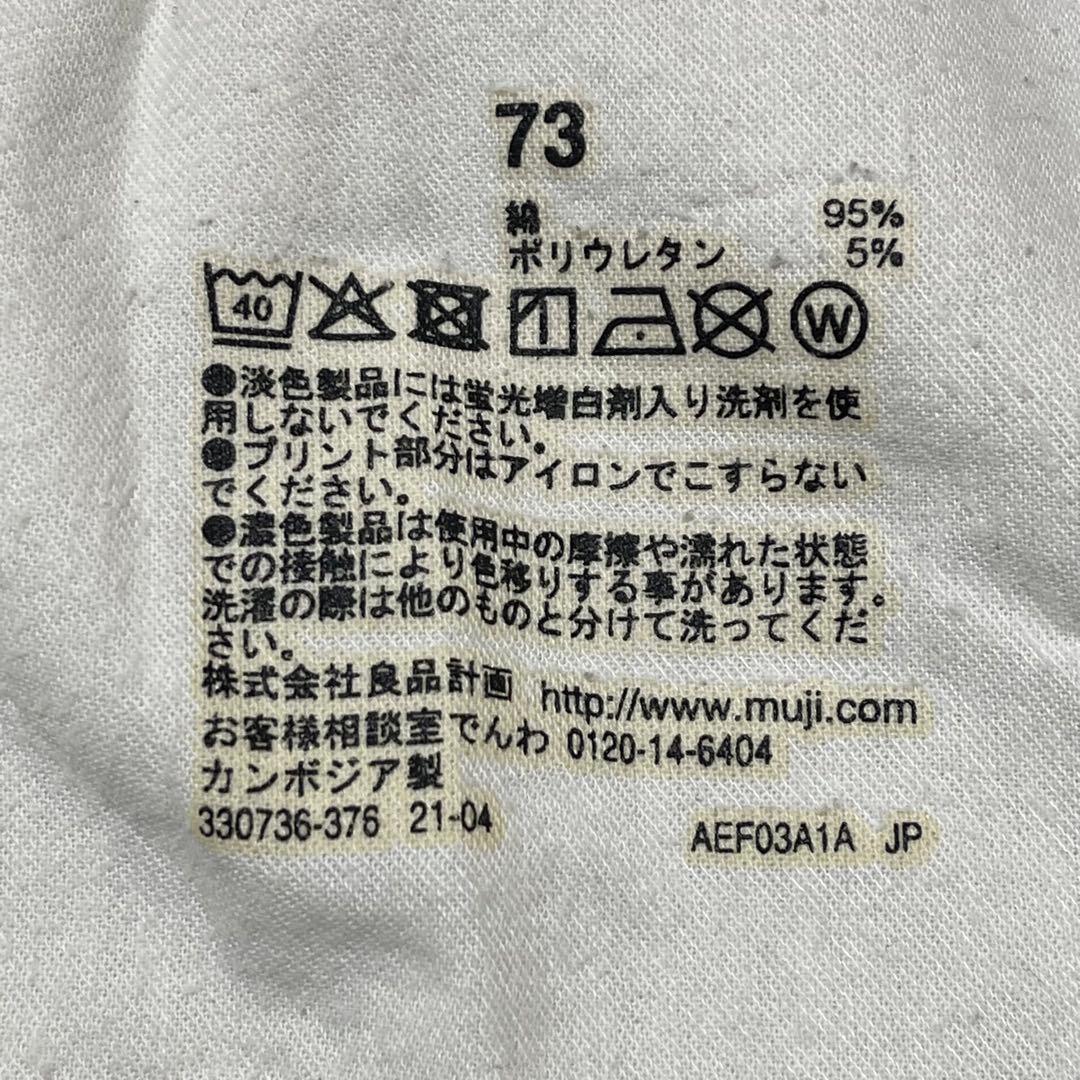 73
綿 95%
ポリウレタン 5%
40 W
●淡色製品には蛍光増白剤入り洗剤を使
用しないでください。
●プリント部分はアイロンでこすらない
でください。
●濃色製品は使用中の摩擦や濡れた状態
での接触により色移りする事があります。
洗濯の際は他のものと分けて洗ってくだ
さい。
株式会社良品計画 http://www.muji.com
お客様相談室でんわ 0120-14-6404
カンボジア製
330736-376 21-04 AEF03A1A JP